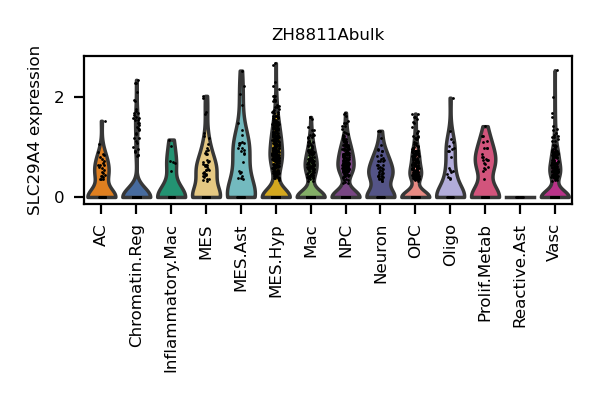 ZH8811Abulk
SLC29A4 expression
2
0
AC
Chromatin.Reg
Inflammatory.Mac
MES
MES.Ast
MES.Hyp
Mac
NPC
Neuron
OPC
Oligo
Prolif.Metab
Reactive.Ast
Vasc